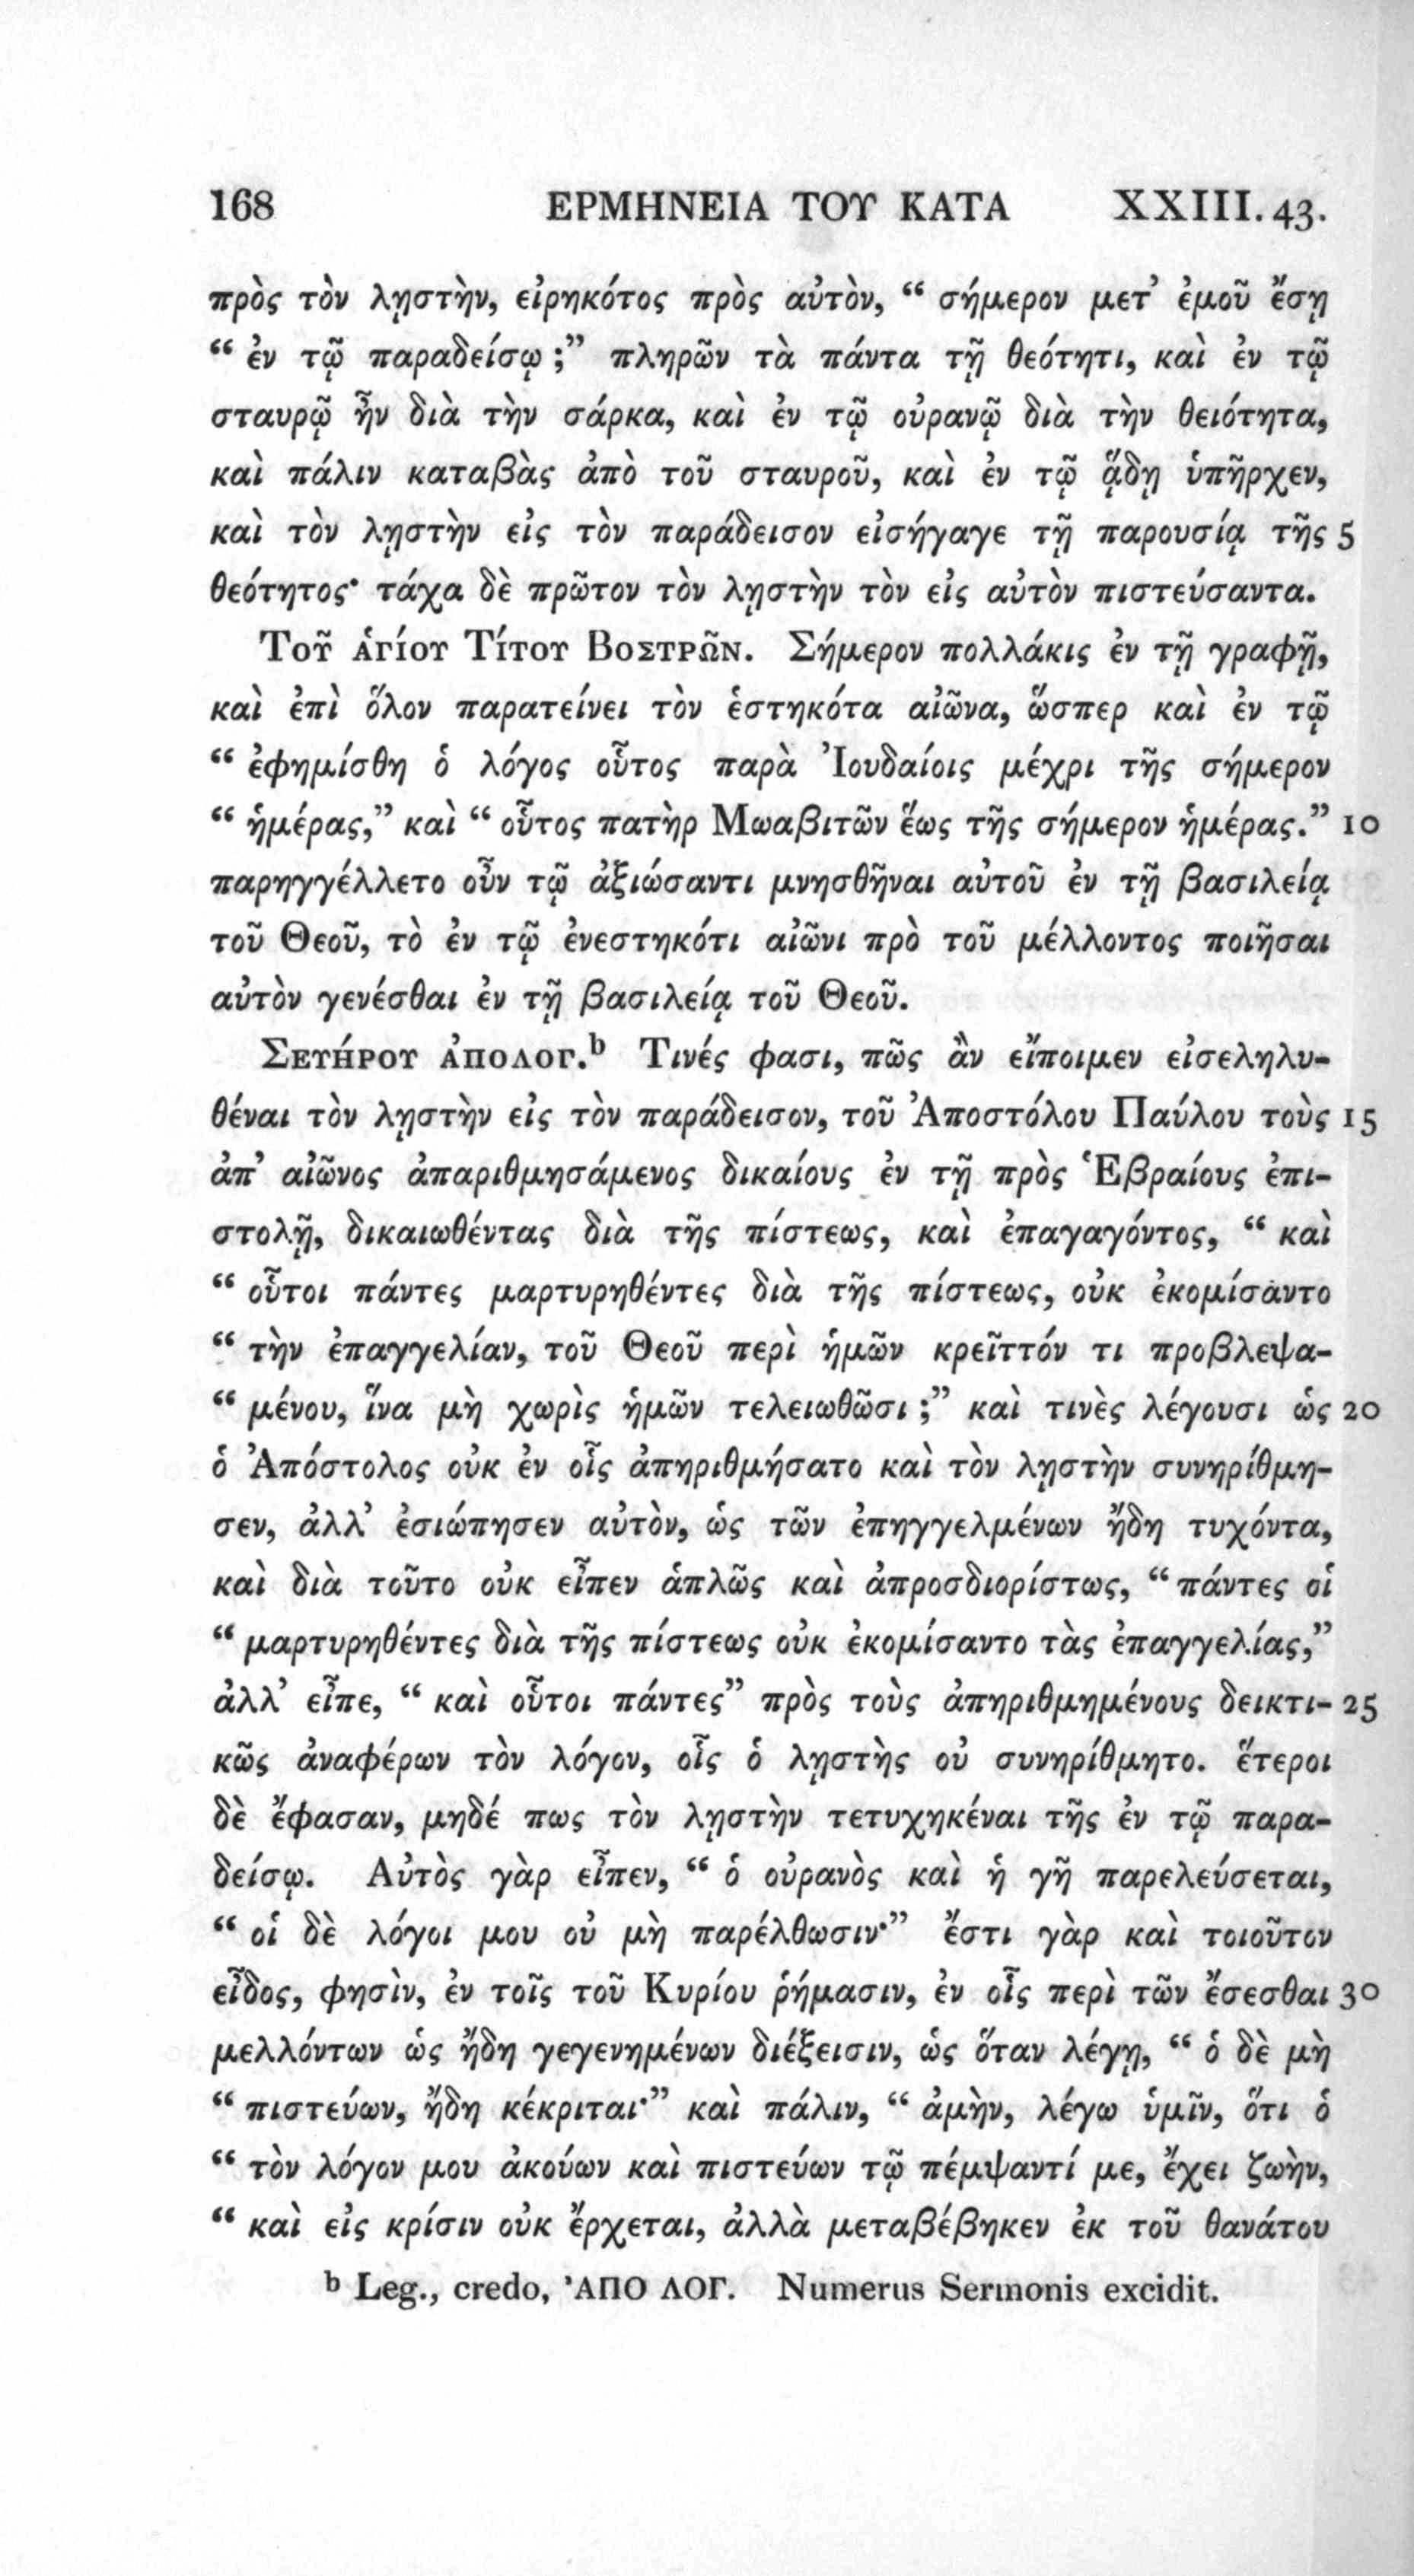 168 ΕΡΜΗΝΕΙΑ ΤΟΥ ΚΑΤΑ XXIII. 43.
πρὸς τὸν λῃστὴν, εἰρηκότος πρὸς αὐτὸν, “ σήμερον μετ’ ἐμοῦ ἔσῃ
“ ἐν τῷ παραδείσῳ ;” πληρῶν τὰ πάντα τῇ θεότητι, καὶ ἐν τῷ
σταυρῷ ἦν διὰ τὴν σάρκα, καὶ ἐν τῷ οὐρανῷ διὰ τὴν θειότητα,
καὶ πάλιν καταβὰς ἀπὸ τοῦ σταυροῦ, καὶ ἐν τῷ ᾅδῃ ὑπῆρχεν,
καὶ τὸν λῃστὴν εἰς τὸν παράδεισον εἰσήγαγε τῇ παρουσίᾳ τῆς 5
θεότητος· τάχα δὲ πρῶτον τὸν λῃστὴν τὸν εἰς αὐτὸν πιστεύσαντα.
ΤΟΥ͂ ἉΓΊΟΥ ΤΊΤΟΥ ΒΟΣΤΡΩ͂Ν. Σήμερον πολλάκις ἐν τῇ γραφῇ,
καὶ ἐπὶ ὅλον παρατείνει τὸν ἑστηκότα αἰῶνα, ὥσπερ καὶ ἐν τῷ
“ ἐφημίσθη ὁ λόγος οὗτος παρὰ Ἰουδαίοις μέχρι τῆς σήμερον
“ ἡμέρας,” καὶ “ οὗτος πατὴρ Μωαβιτῶν ἕως τῆς σήμερον ἡμέρας.” 10
παρηγγέλλετο οὖν τῷ ἀξιώσαντι μνησθῆναι αὐτοῦ ἐν τῇ βασιλείᾳ
τοῦ Θεοῦ, τὸ ἐν τῷ ἐνεστηκότι αἰῶνι πρὸ τοῦ μέλλοντος ποιῆσαι
αὐτὸν γενέσθαι ἐν τῇ βασιλείᾳ τοῦ Θεοῦ.
ΣΕΥΉΡΟΥ ἈΠΟΛΟΓ.b Τινές φασι, πῶς ἂν εἴποιμεν εἰσεληλυ-
θέναι τὸν λῃστὴν εἰς τὸν παράδεισον, τοῦ Ἀποστόλου Παύλου τοὺς 15
ἀπ’ αἰῶνος ἀπαριθμησάμενος δικαίους ἐν τῇ πρὸς Ἑβραίους ἐπι-
στολῇ, δικαιωθέντας διὰ τῆς πίστεως, καὶ ἐπαγαγόντος, “ καὶ
“ οὗτοι πάντες μαρτυρηθέντες διὰ τῆς πίστεως, οὐκ ἐκομίσαντο
“ τὴν ἐπαγγελίαν, τοῦ Θεοῦ περὶ ἡμῶν κρεῖττόν τι προβλεψα-
“ μένου, ἵνα μὴ χωρὶς ἡμῶν τελειωθῶσι ;” καὶ τινὲς λέγουσι ὡς 20
ὁ Ἀπόστολος οὐκ ἐν οἷς ἀπηριθμήσατο καὶ τὸν λῃστὴν συνηρίθμη-
σεν, ἀλλ’ ἐσιώπησεν αὐτὸν, ὡς τῶν ἐπηγγελμένων ἤδη τυχόντα,
καὶ διὰ τοῦτο οὐκ εἶπεν ἁπλῶς καὶ ἀπροσδιορίστως, “ πάντες οἱ
“ μαρτυρηθέντες διὰ τῆς πίστεως οὐκ ἐκομίσαντο τὰς ἐπαγγελίας,”
ἀλλ’ εἶπε, “ καὶ οὗτοι πάντες” πρὸς τοὺς ἀπηριθμημένους δεικτι- 25
κῶς ἀναφέρων τὸν λόγον, οἷς ὁ λῃστὴς οὐ συνηρίθμητο. ἕτεροι
δὲ ἔφασαν, μηδέ πως τὸν λῃστὴν τετυχηκέναι τῆς ἐν τῷ παρα-
δείσῳ. Αὐτὸς γὰρ εἶπεν, “ ὁ οὐρανὸς καὶ ἡ γῆ παρελεύσεται,
“ οἱ δὲ λόγοι μου οὐ μὴ παρέλθωσιν·” ἔστι γὰρ καὶ τοιοῦτον
εἶδος, φησὶν, ἐν τοῖς τοῦ Κυρίου ῥήμασιν, ἐν οἷς περὶ τῶν ἔσεσθαι 30
μελλόντων ὡς ἤδη γεγενημένων διέξεισιν, ὡς ὅταν λέγῃ, “ ὁ δὲ μὴ
“ πιστεύων, ἤδη κέκριται·” καὶ πάλιν, “ ἀμὴν, λέγω ὑμῖν, ὅτι ὁ
“ τὸν λόγον μου ἀκούων καὶ πιστεύων τῷ πέμψαντί με, ἔχει ζωὴν,
“ καὶ εἰς κρίσιν οὐκ ἔρχεται, ἀλλὰ μεταβέβηκεν ἐκ τοῦ θανάτου
b Leg., credo, ’ΑΠΟ ΛΟΓ. Numerus Sermonis excidit.